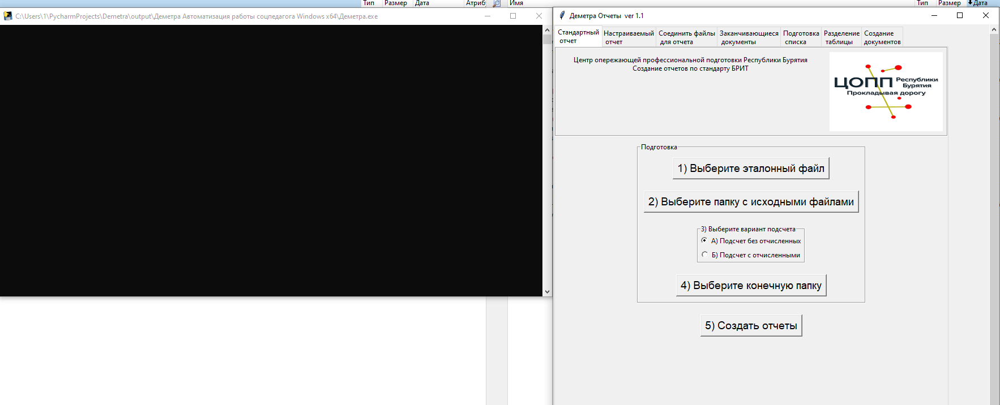 Тип Размер Дата Атриб Имя Тип Размер Дата
C:\Users\1\PycharmProjects\Demetra\output\Деметра Автоматизация работы соцпедагога Windows x64\Деметра.exe
Деметра Отчеты ver 1.1
Стандартный отчет
Настраиваемый отчет
Соединить файлы для отчета
Заканчивающиеся документы
Подготовка списка
Разделение таблицы
Создание документов
Центр опережающей профессиональной подготовки Республики Бурятия
Создание отчетов по стандарту БРИТ
ЦОПП Республики Бурятия
Прокладывая дорогу
Подготовка
1) Выберите эталонный файл
2) Выберите папку с исходными файлами
3) Выберите вариант подсчета
А) Подсчет без отчисленных
Б) Подсчет с отчисленными
4) Выберите конечную папку
5) Создать отчеты